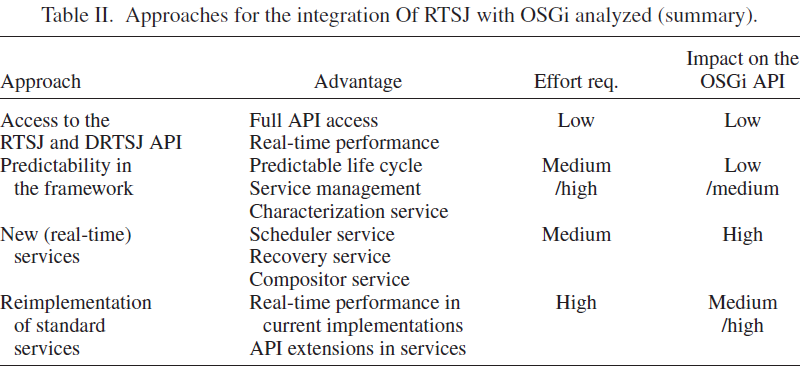 Table II. Approaches for the integration Of RTSJ with OSGi analyzed (summary).
Impact on the
Approach Advantage Effort req. OSGi API
Access to the Full API access Low Low
RTSJ and DRTSJ API Real-time performance
Predictability in Predictable life cycle Medium Low
the framework Service management /high /medium
Characterization service
New (real-time) Scheduler service Medium High
services Recovery service
Compositor service
Reimplementation Real-time performance in High Medium
of standard current implementations /high
services API extensions in services